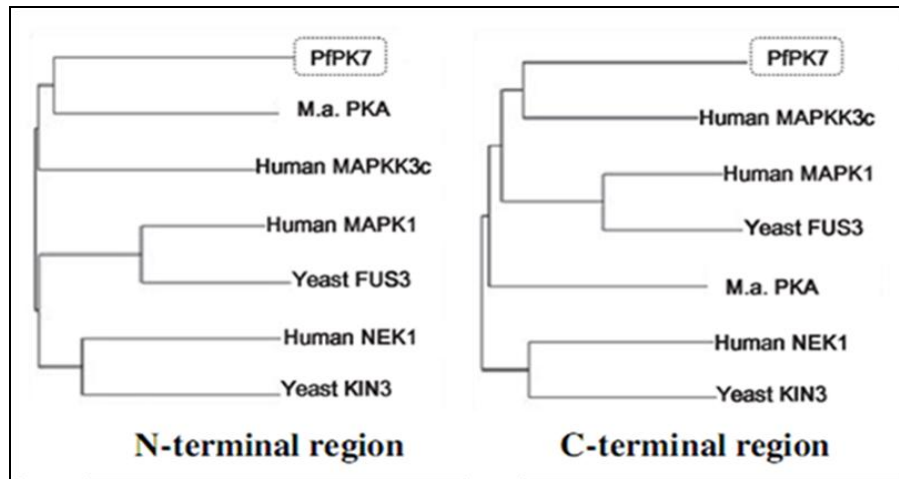 PfPK7
M.a. PKA
Human MAPKK3c
Human MAPK1
Yeast FUS3
Human NEK1
Yeast KIN3
N-terminal region
PfPK7
Human MAPKK3c
Human MAPK1
Yeast FUS3
M.a. PKA
Human NEK1
Yeast KIN3
C-terminal region